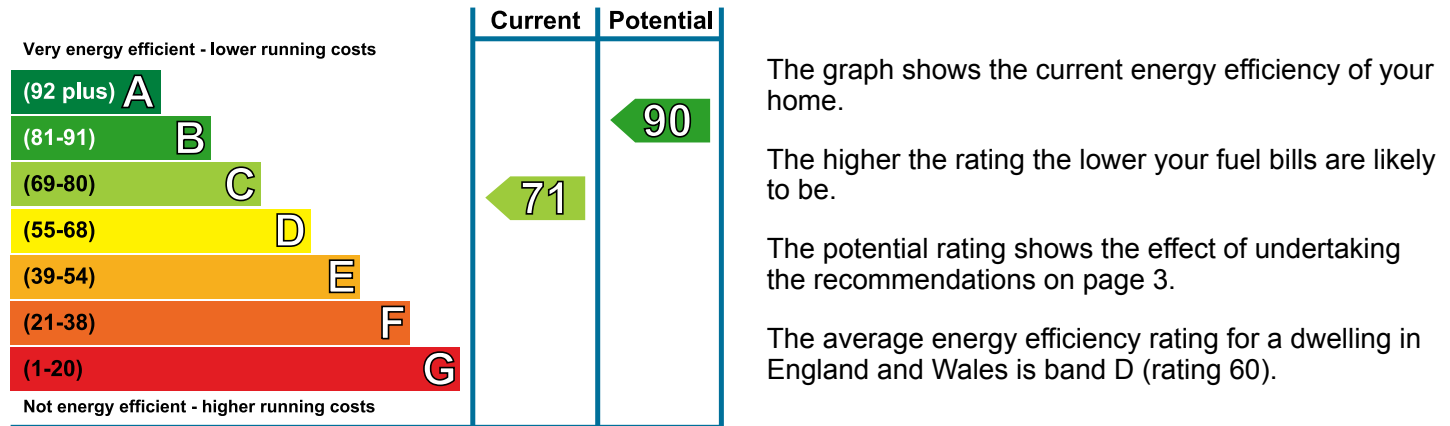 Current Potential
Very energy efficient - lower running costs
(92 plus) A
(81-91) B
90
(69-80) C
71
(55-68) D
(39-54) E
(21-38) F
(1-20) G
Not energy efficient - higher running costs
The graph shows the current energy efficiency of your
home.
The higher the rating the lower your fuel bills are likely
to be.
The potential rating shows the effect of undertaking
the recommendations on page 3.
The average energy efficiency rating for a dwelling in
England and Wales is band D (rating 60).